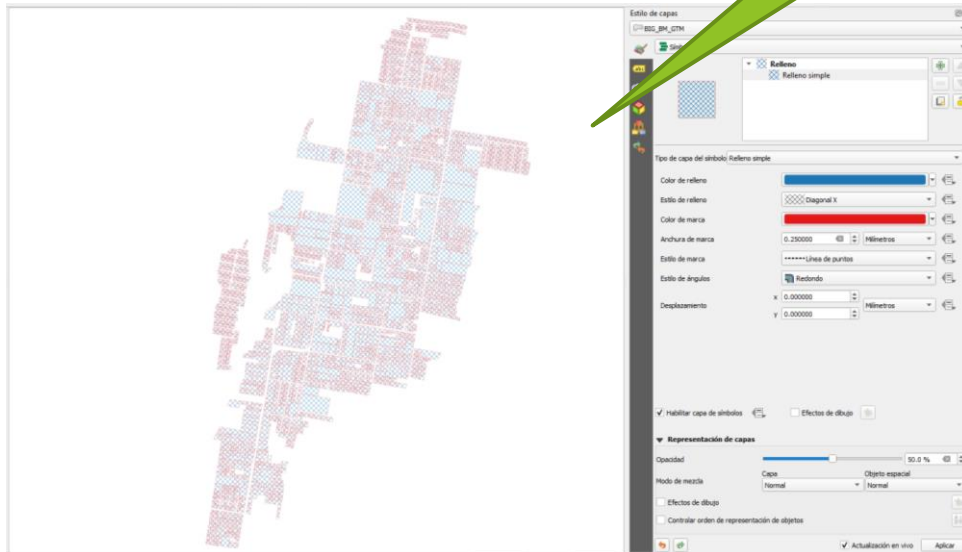 Estilo de capas
BIG_BM_GTM
Relleno
Relleno simple
Tipo de capa del símbolo Relleno simple
Color de relleno
Estilo de relleno Diagonal X
Color de marca
Anchura de marca 0.250000 Milímetros
Estilo de marca Línea de puntos
Estilo de ángulos Redondo
Desplazamiento x 0.000000 Milímetros
y 0.000000
Habilitar capa de símbolos Efectos de dibujo
Representación de capas
Opacidad 50.0 %
Capa Objeto espacial
Modo de mezcla Normal Normal
Efectos de dibujo
Controlar orden de representación de objetos
Actualización en vivo Aplicar